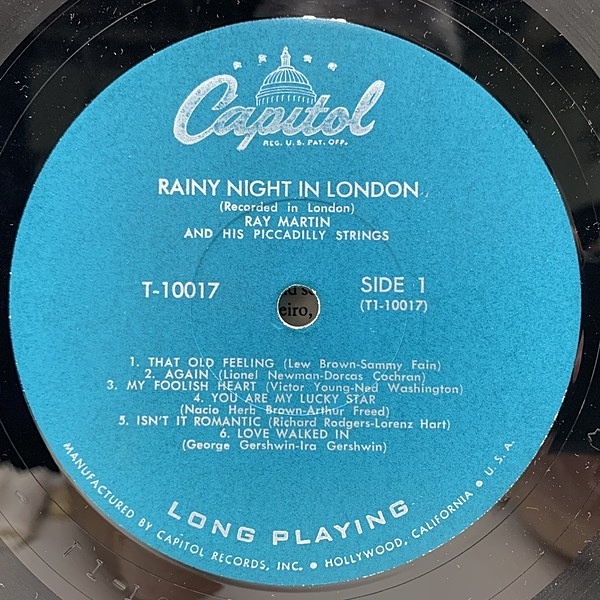 Capitol
REG. U.S. PAT. OFF.
RAINY NIGHT IN LONDON
(Recorded in London)
RAY MARTIN
AND HIS PICCADILLY STRINGS
T-10017
SIDE 1
(T1-10017)
eiro,
1. THAT OLD FEELING (Lew Brown-Sammy Fain)
2. AGAIN (Lionel Newman-Dorcas Cochran)
3. MY FOOLISH HEART (Victor Young-Ned Washington)
4. YOU ARE MY LUCKY STAR
(Nacio Herb Brown-Arthur Freed)
5. ISN'T IT ROMANTIC (Richard Rodgers-Lorenz Hart)
6. LOVE WALKED IN
(George Gershwin-Ira Gershwin)
LONG PLAYING
MANUFACTURED BY CAPITOL RECORDS, INC. • HOLLYWOOD, CALIFORNIA • U.S.A.